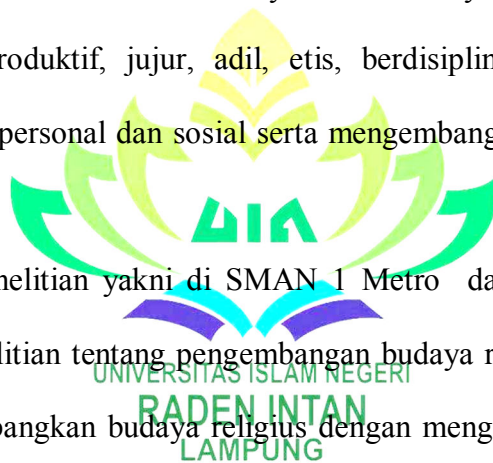 roduktif, jujur, adil, etis, berdisiplin
personal dan sosial serta mengembang
UIN
nelitian yakni di SMAN 1 Metro da
litian tentang pengembangan budaya r
UNIVERSITAS ISLAM NEGERI
bangkan budaya religius dengan meng
RADEN INTAN
LAMPUNG